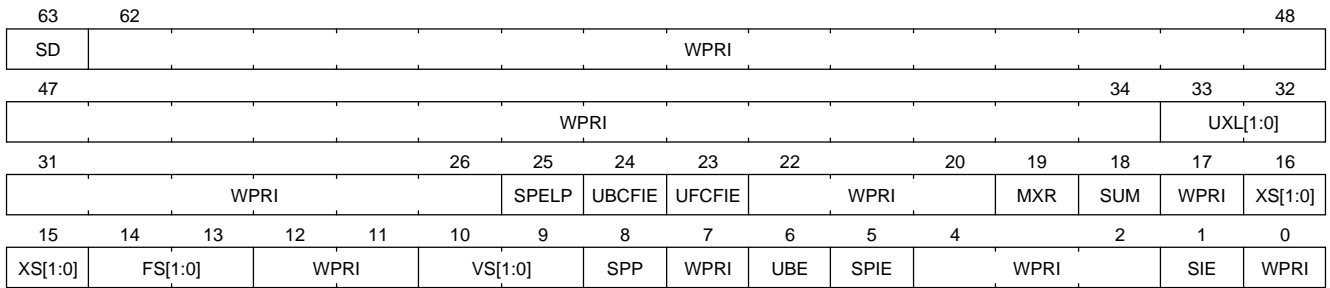 63 62 48
SD WPRI
47 34 33 32
WPRI UXL[1:0]
31 26 25 24 23 22 20 19 18 17 16
WPRI SPELP UBCFIE UFCFIE WPRI MXR SUM WPRI XS[1:0]
15 14 13 12 11 10 9 8 7 6 5 4 2 1 0
XS[1:0] FS[1:0] WPRI VS[1:0] SPP WPRI UBE SPIE WPRI SIE WPRI